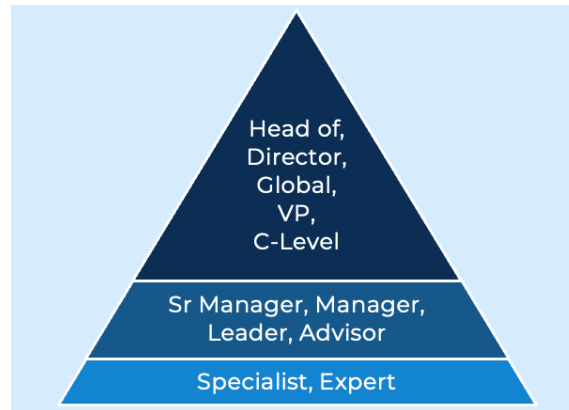 Head of,
Director,
Global,
VP,
C-Level
Sr Manager, Manager,
Leader, Advisor
Specialist, Expert